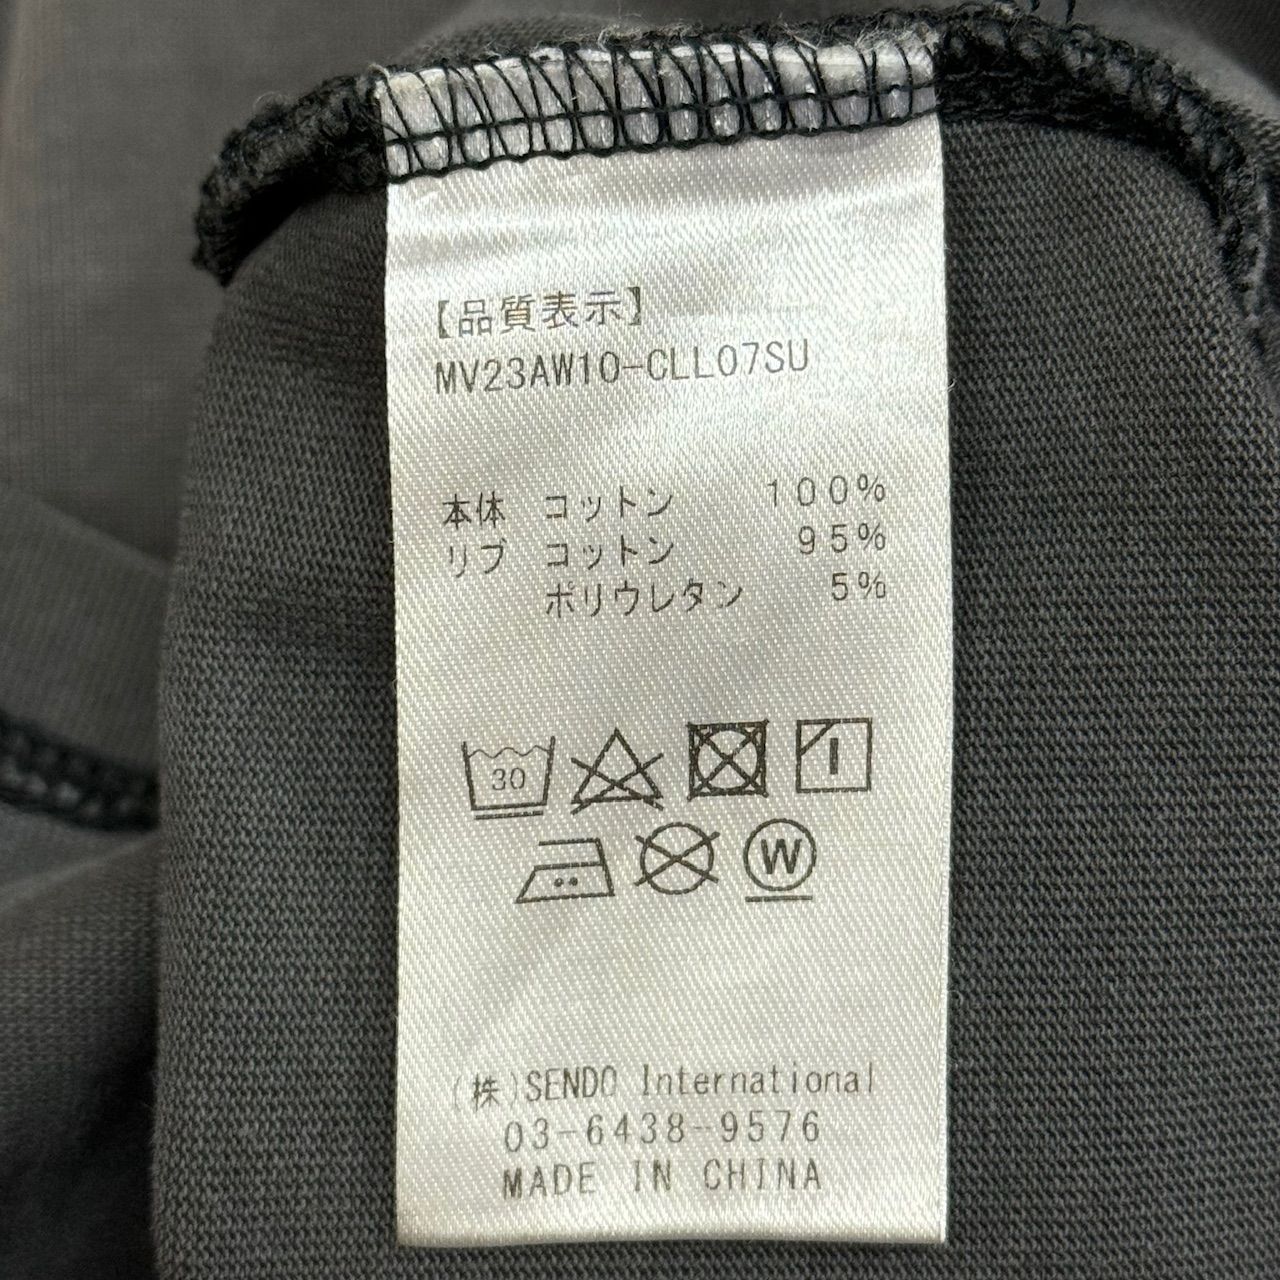 【品質表示】
MV23AW10-CLL07SU
本体 コットン 100%
リブ コットン 95%
ポリウレタン 5%
30
W
(株)SENDO International
03-6438-9576
MADE IN CHINA